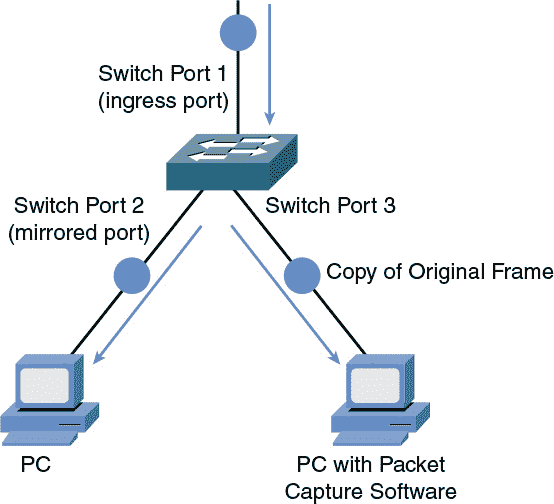 Switch Port 1
(ingress port)
Switch Port 2
(mirrored port)
Switch Port 3
Copy of Original Frame
PC
PC with Packet
Capture Software